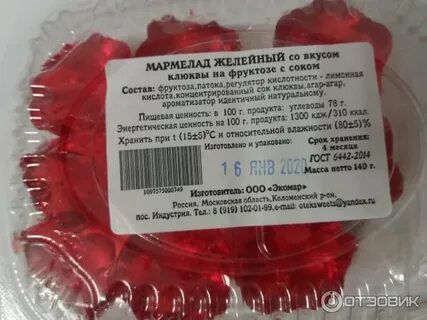 МАРМЕЛАД ЖЕЛЕЙНЫЙ со вкусом
клюквы на фруктозе с соком
Состав: фруктоза,патока,регулятор кислотности - лимонная
кислота,концентрированный сок клюквы,агар-агар,
ароматизатор идентичный натуральному.
Пищевая ценность: в 100 г. продукта: углеводы 78 г.
Энергетическая ценность на 100 г. продукта: 1300 кдж/310 ккал.
Хранить при t (15±5)°С и относительной влажности (80±5)%
Изготовлено и упаковано:
Срок хранения:
4 месяца
16 ЯНВ 2020
ГОСТ 6442-2014
Масса нетто 140 г.
Изготовитель: ООО «Экомар»
Россия, Московская область, Коломенский р-он,
пос. Индустрия. Тел.: 8 (919) 102-01-99, e-mail: oteksweets@yandex.ru
ОТЗОВИК